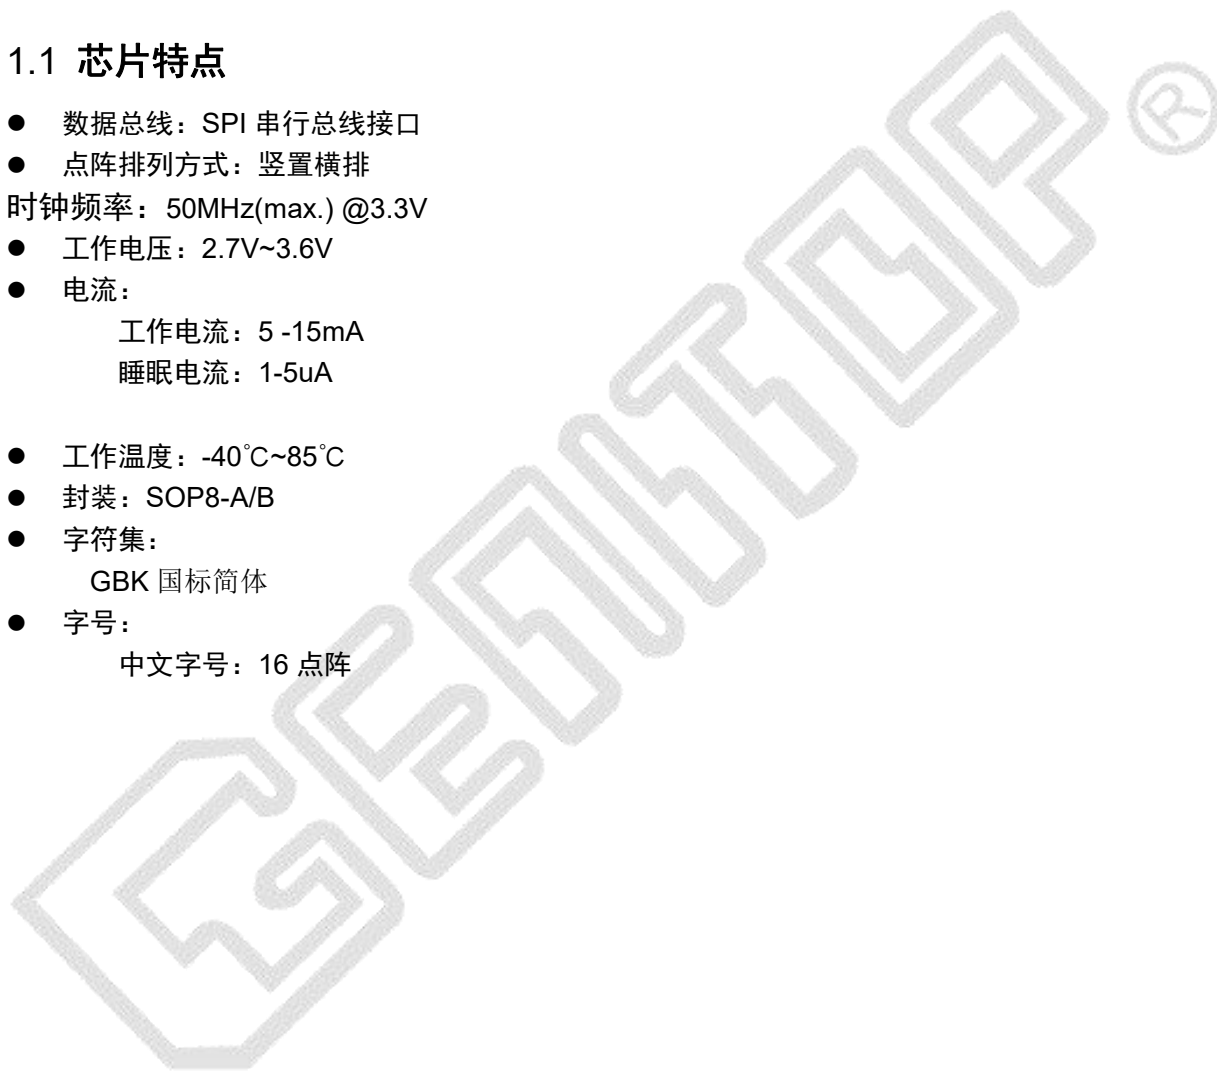 1.1 芯片特点
● 数据总线：SPI 串行总线接口
● 点阵排列方式：竖置横排
时钟频率：50MHz(max.) @3.3V
● 工作电压：2.7V~3.6V
● 电流：
工作电流：5 -15mA
睡眠电流：1-5uA
● 工作温度：-40℃~85℃
● 封装：SOP8-A/B
● 字符集：
GBK 国标简体
● 字号：
中文字号：16 点阵
GENITOP®